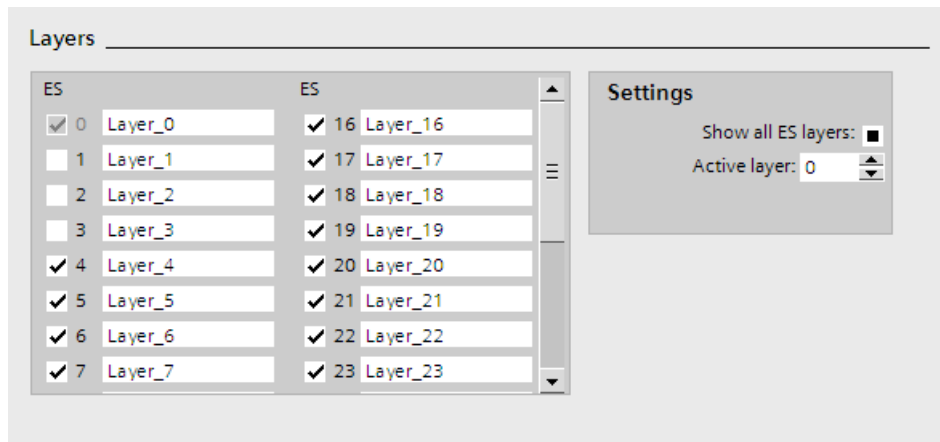 Layers
ES ES
0 Layer_0 16 Layer_16
1 Layer_1 17 Layer_17
2 Layer_2 18 Layer_18
3 Layer_3 19 Layer_19
4 Layer_4 20 Layer_20
5 Layer_5 21 Layer_21
6 Layer_6 22 Layer_22
7 Layer_7 23 Layer_23
Settings
Show all ES layers:
Active layer: 0